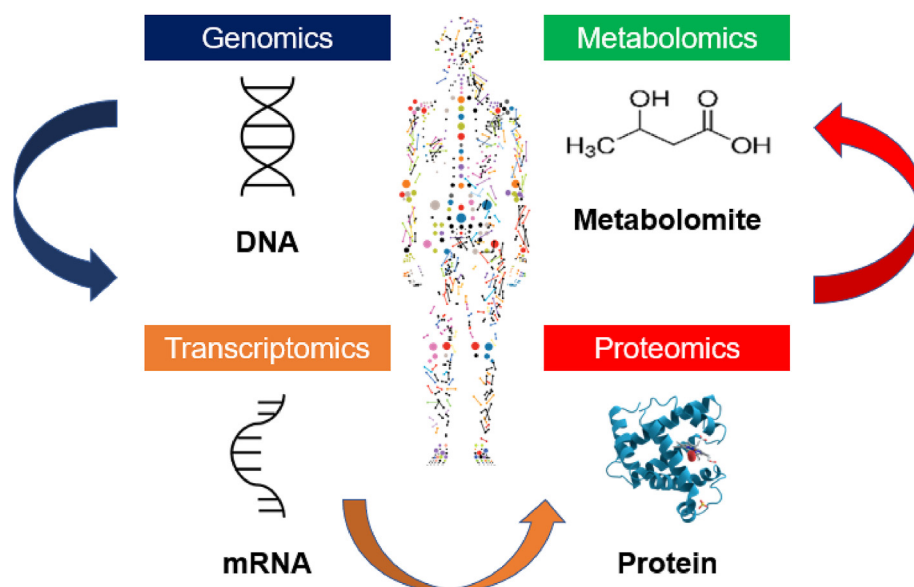 Genomics
DNA
Metabolomics
OH
O
H₃C
OH
Metabolomite
Transcriptomics
mRNA
Proteomics
Protein